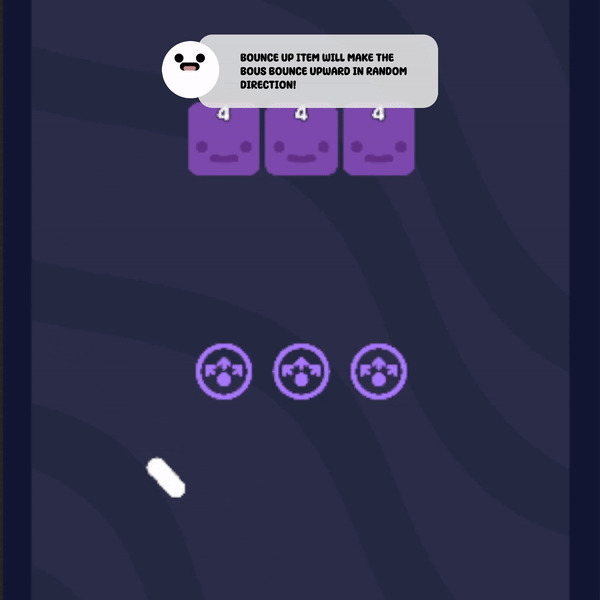 BOUNCE UP ITEM WILL MAKE THE
BOUS BOUNCE UPWARD IN RANDOM
DIRECTION!
4 4 4